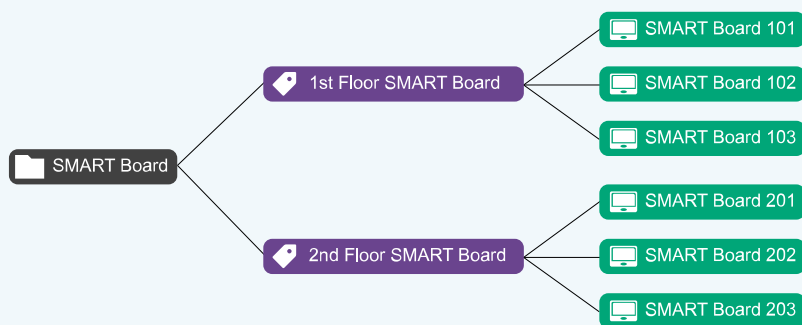 SMART Board
1st Floor SMART Board
SMART Board 101
SMART Board 102
SMART Board 103
2nd Floor SMART Board
SMART Board 201
SMART Board 202
SMART Board 203